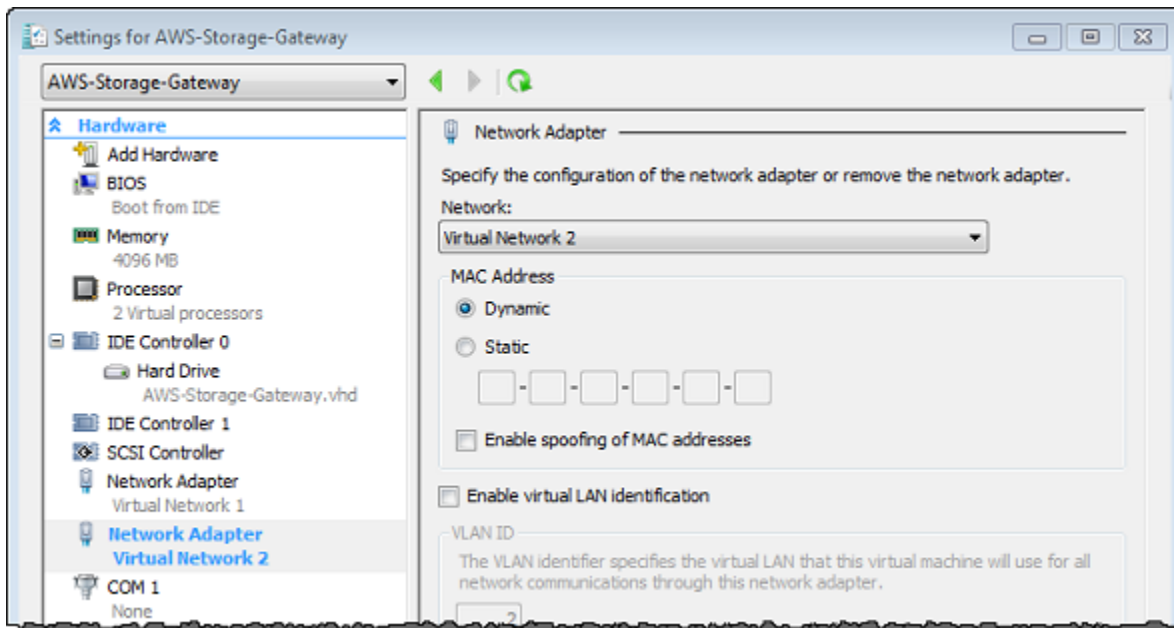 Settings for AWS-Storage-Gateway
AWS-Storage-Gateway
Hardware
Add Hardware
BIOS
Boot from IDE
Memory
4096 MB
Processor
2 Virtual processors
IDE Controller 0
Hard Drive
AWS-Storage-Gateway.vhd
IDE Controller 1
SCSI Controller
Network Adapter
Virtual Network 1
Network Adapter
Virtual Network 2
COM 1
None
Network Adapter
Specify the configuration of the network adapter or remove the network adapter.
Network:
Virtual Network 2
MAC Address
Dynamic
Static
- - - - -
Enable spoofing of MAC addresses
Enable virtual LAN identification
VLAN ID
The VLAN identifier specifies the virtual LAN that this virtual machine will use for all
network communications through this network adapter.
2